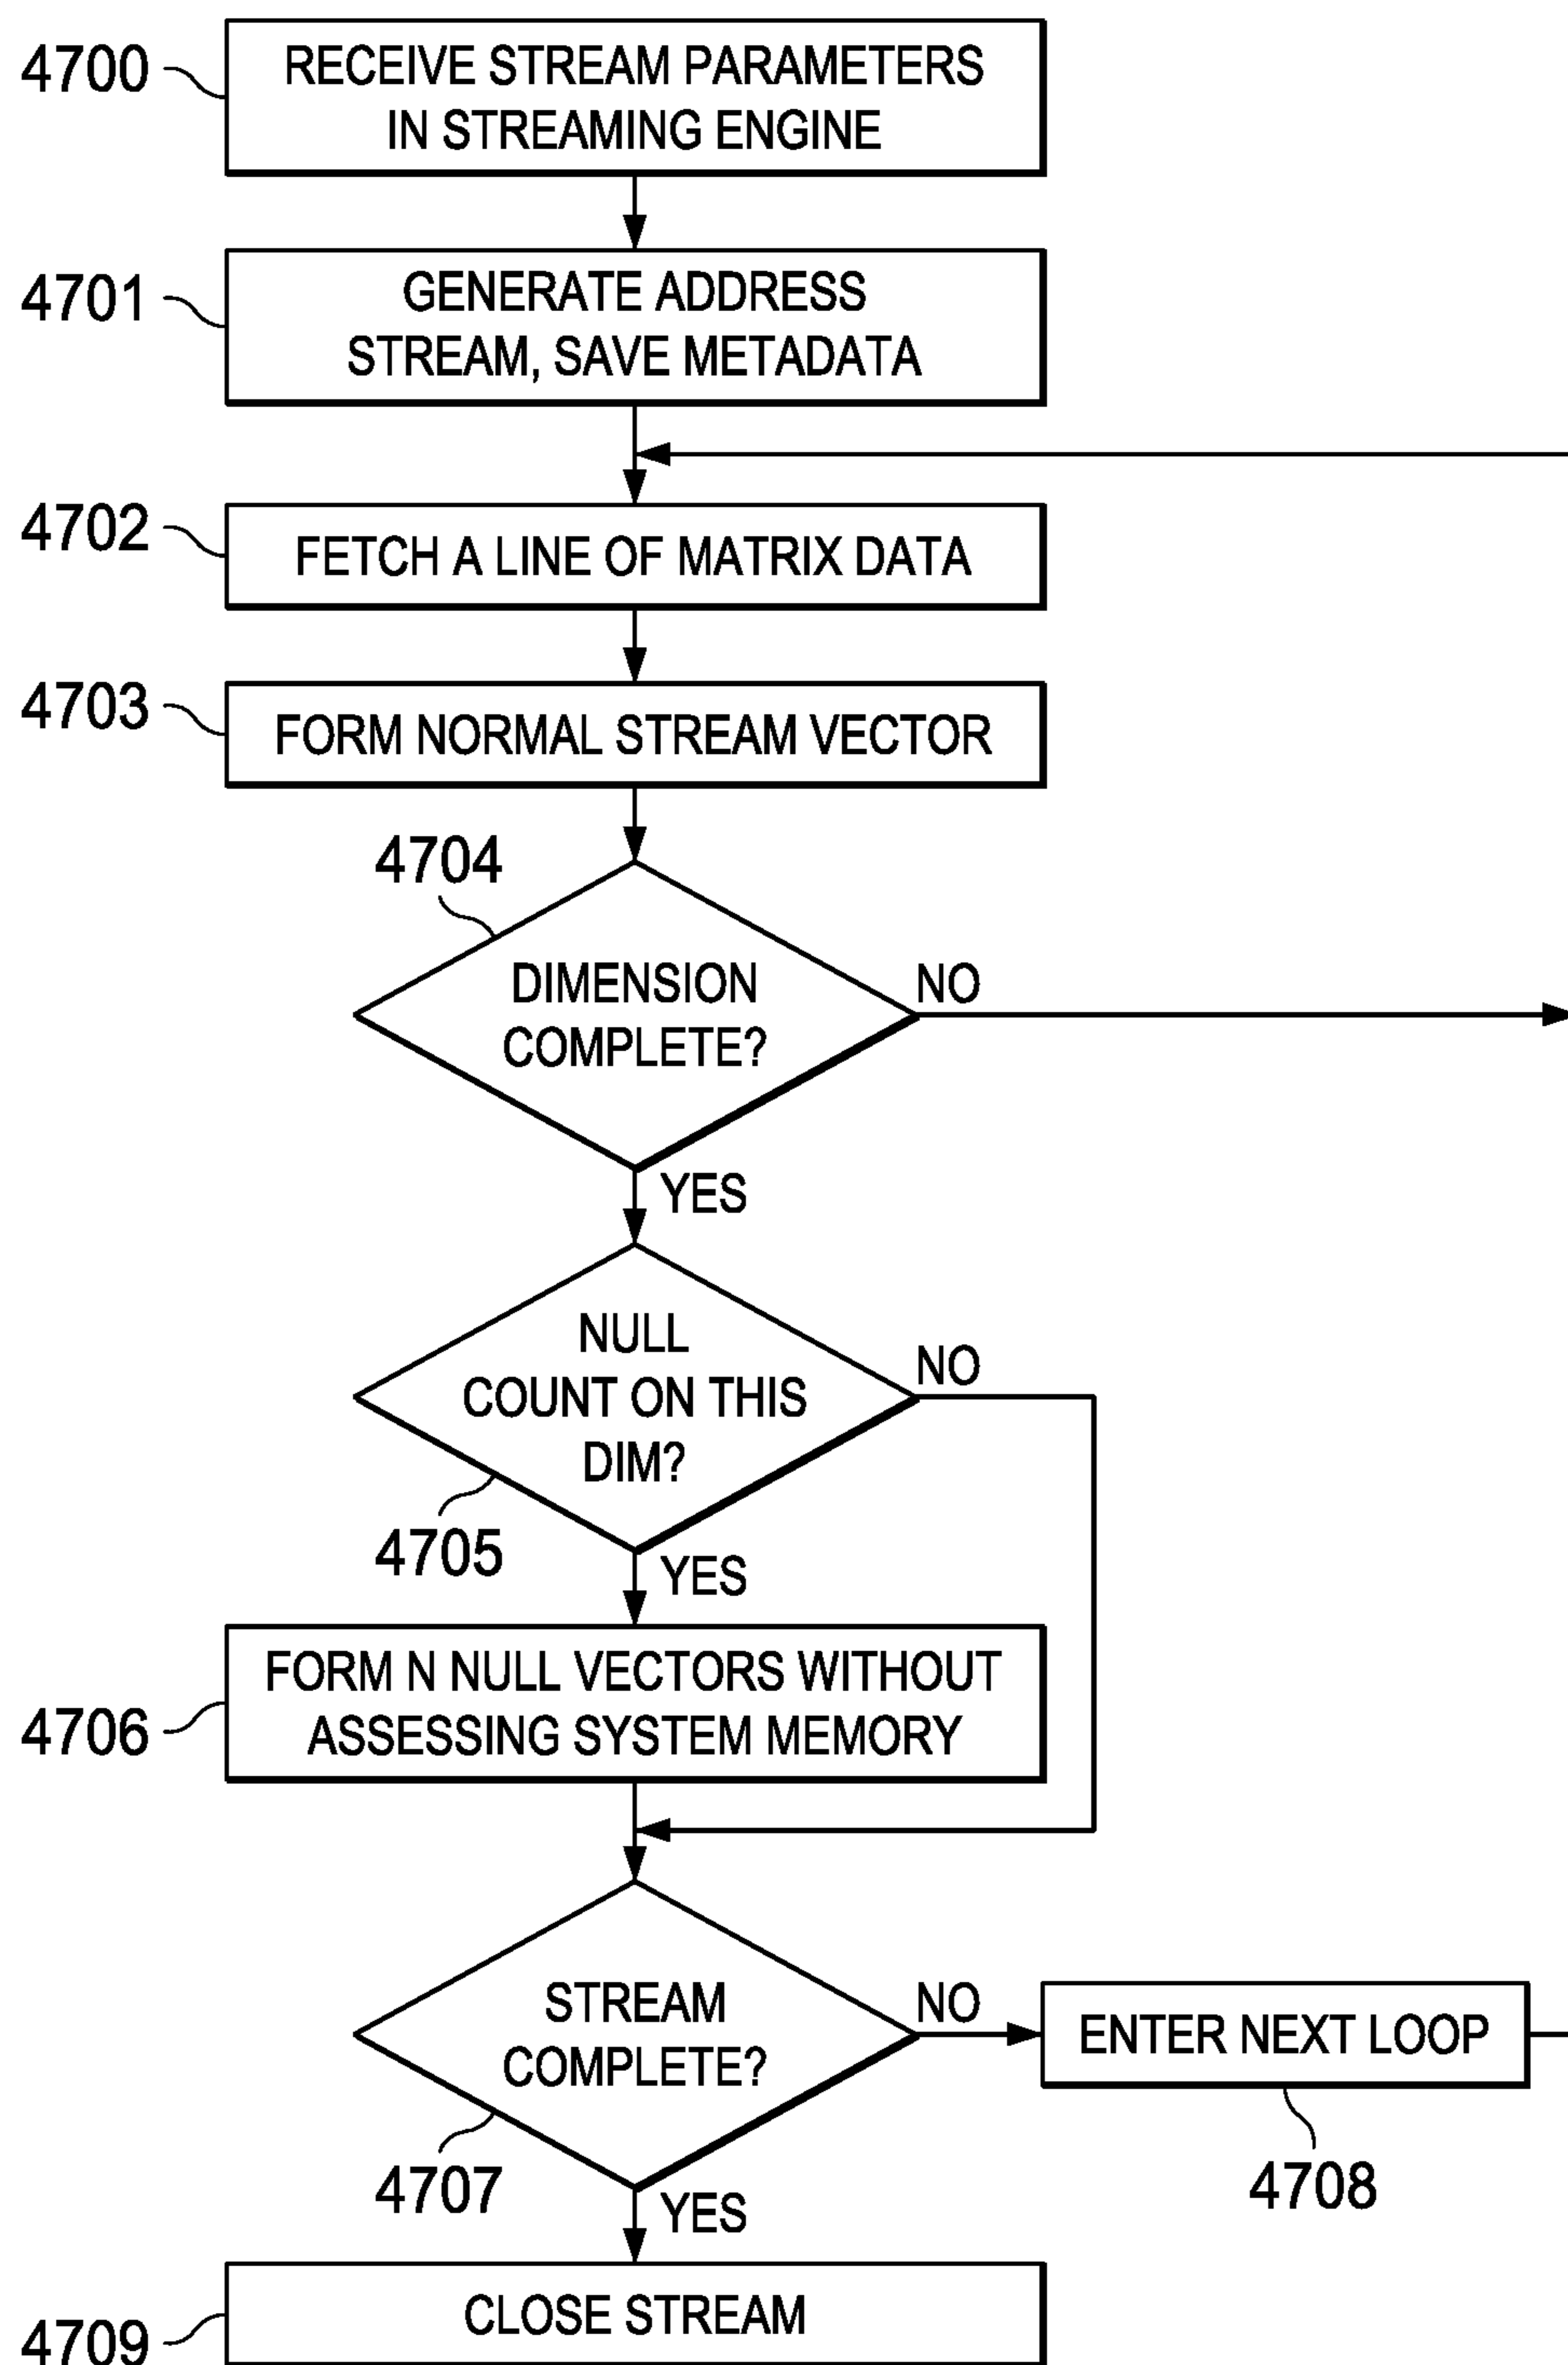 4700
RECEIVE STREAM PARAMETERS
IN STREAMING ENGINE
4701
GENERATE ADDRESS
STREAM, SAVE METADATA
4702
FETCH A LINE OF MATRIX DATA
4703
FORM NORMAL STREAM VECTOR
4704
DIMENSION
COMPLETE?
NO
YES
NULL
COUNT ON THIS
DIM?
NO
4705
YES
4706
FORM N NULL VECTORS WITHOUT
ASSESSING SYSTEM MEMORY
STREAM
COMPLETE?
NO
ENTER NEXT LOOP
4707
4708
YES
4709
CLOSE STREAM